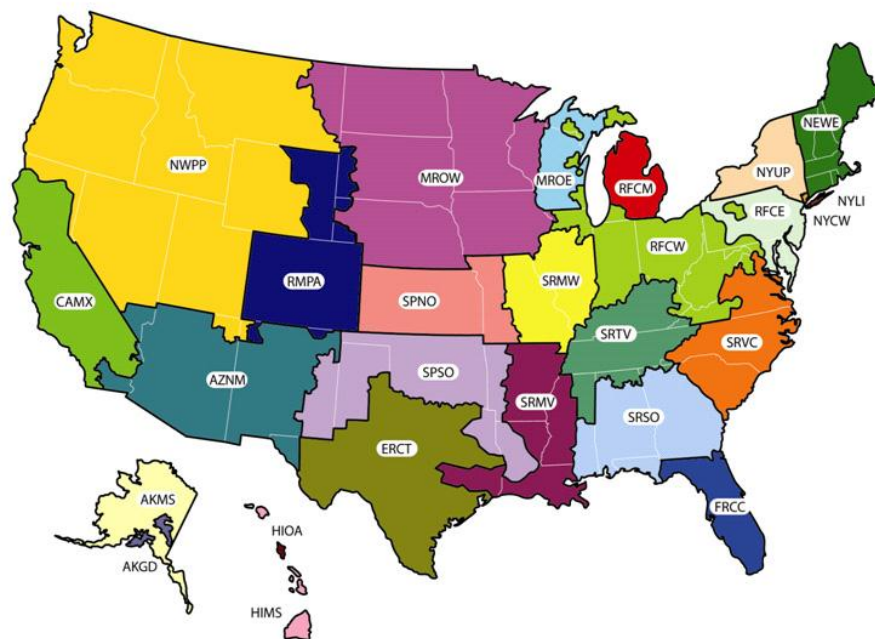 NEWE
NWPP
MROW
MROE
RFCM
NYUP
NYLI
RFCE
NYCW
RFCW
CAMX
RMPA
SPNO
SRMW
SRTV
SRVC
AZNM
SPSO
SRMV
SRSO
ERCT
AKMS
FRCC
HIOA
AKGD
HIMS